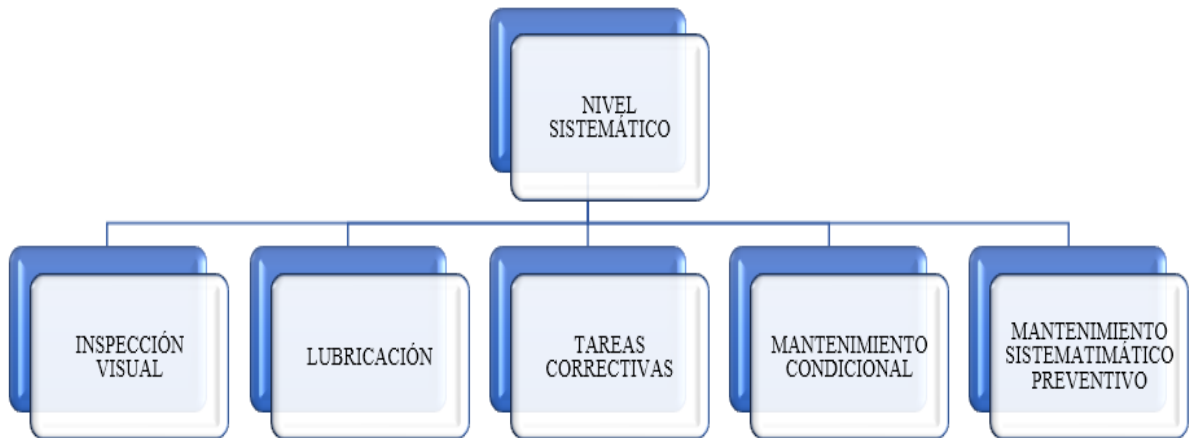 NIVEL
SISTEMÁTICO
INSPECCIÓN
VISUAL
LUBRICACIÓN
TAREAS
CORRECTIVAS
MANTENIMIENTO
CONDICIONAL
MANTENIMIENTO
SISTEMATIMÁTICO
PREVENTIVO